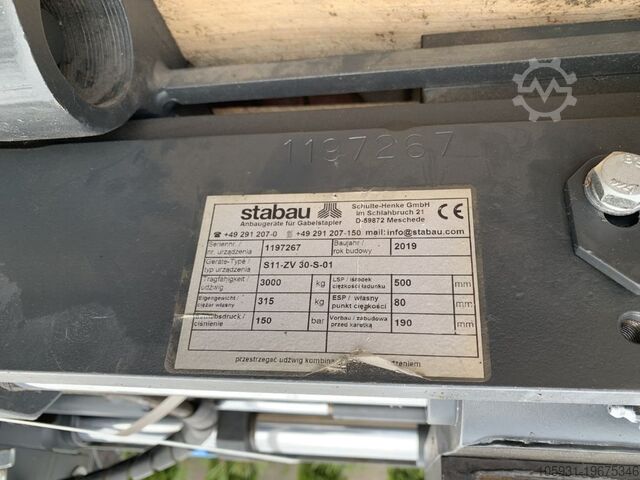 1197267
stabau
Anbaugeräte für Gabelstapler
Schulte-Henke GmbH
Im Schlahbruch 21
D-59872 Meschede
CE
+49 291 207-0 +49 291 207-150 mail: info@stabau.com
Seriennr. / nr. urządzenia 1197267 Baujahr / rok budowy 2019
Geräte-Type / typ urządzenia S11-ZV 30-S-01
Tragfähigkeit / udźwig 3000 kg LSP / środek ciężkości ładunku 500 mm
Eigengewicht / ciężar własny 315 kg ESP / własny punkt ciężkości 80 mm
ciśnienie 150 bar Vorbau / zabudowa przed karetką 190 mm
przestrzegać udźwig
105931-19675346